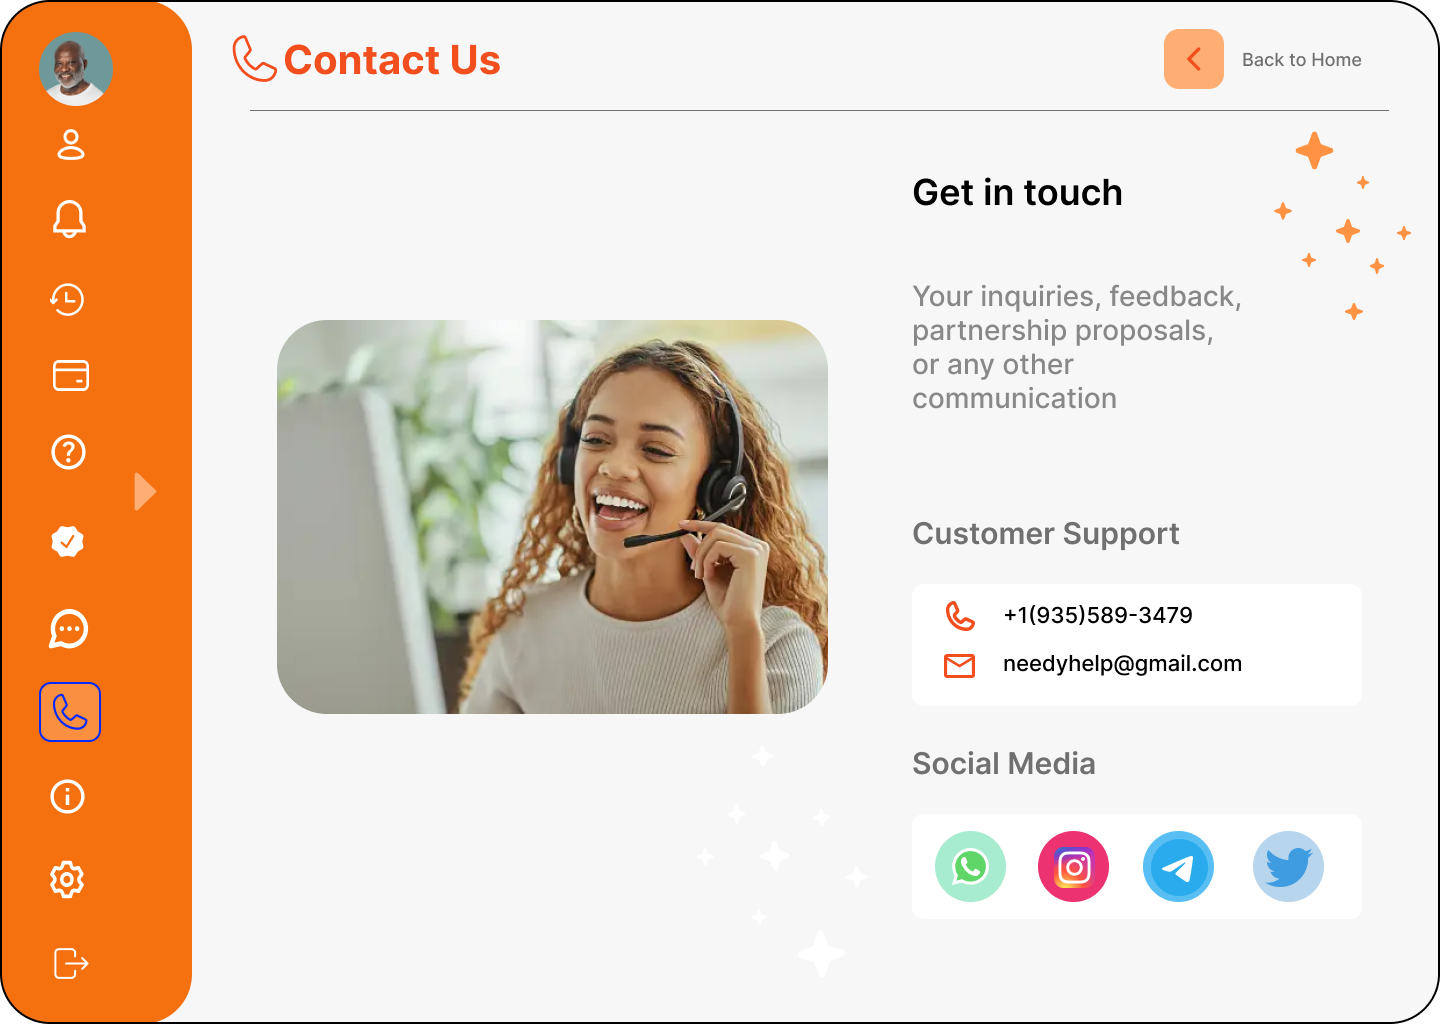 Contact Us
Back to Home
Get in touch
Your inquiries, feedback,
partnership proposals,
or any other
communication
Customer Support
+1(935)589-3479
needyhelp@gmail.com
Social Media